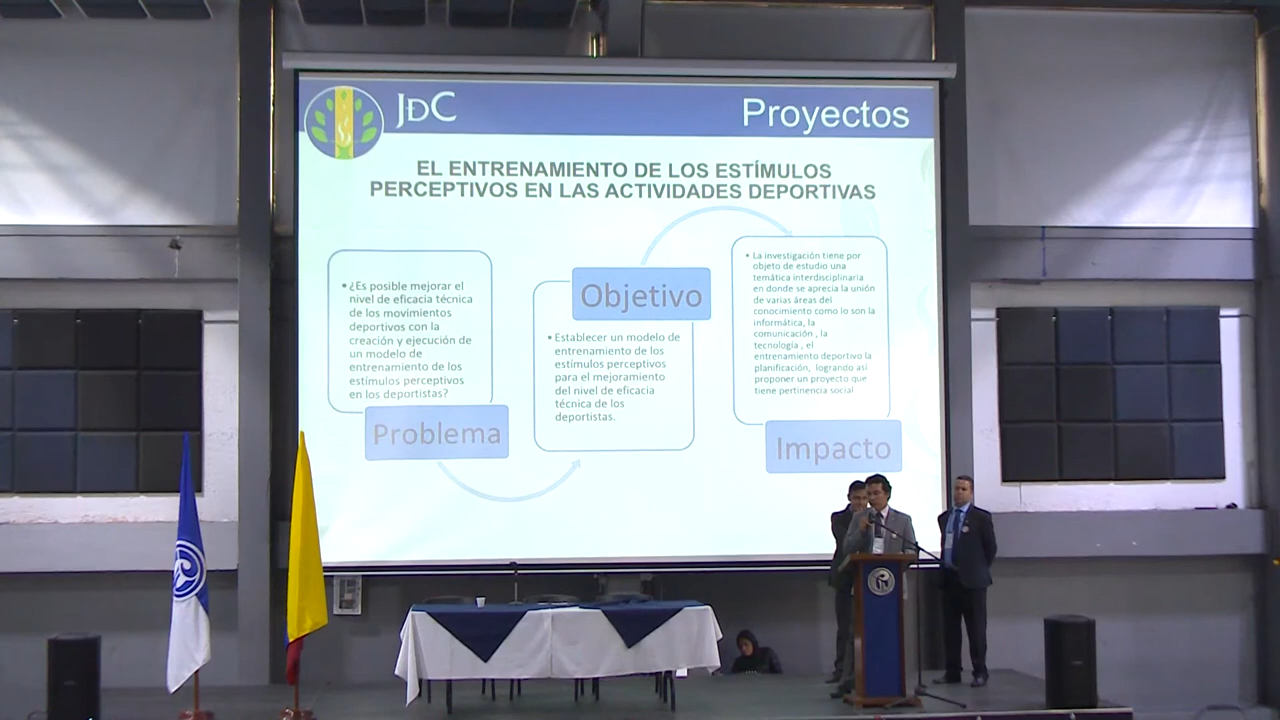 JDC
Proyectos
EL ENTRENAMIENTO DE LOS ESTÍMULOS
PERCEPTIVOS EN LAS ACTIVIDADES DEPORTIVAS
• ¿Es posible mejorar el
nivel de eficacia técnica
de los movimientos
deportivos con la
creación y ejecución de
un modelo de
entrenamiento de los
estímulos perceptivos
en los deportistas?
Problema
Objetivo
• Establecer un modelo de
entrenamiento de los
estímulos perceptivos
para el mejoramiento
del nivel de eficacia
técnica de los
deportistas.
• La investigación tiene por
objeto de estudio una
temática interdisciplinaria
en donde se aprecia la unión
de varias áreas del
conocimiento como lo son la
informática, la
comunicación , la
tecnología , el
entrenamiento deportivo la
planificación, logrando así
proponer un proyecto que
tiene pertinencia social
Impacto